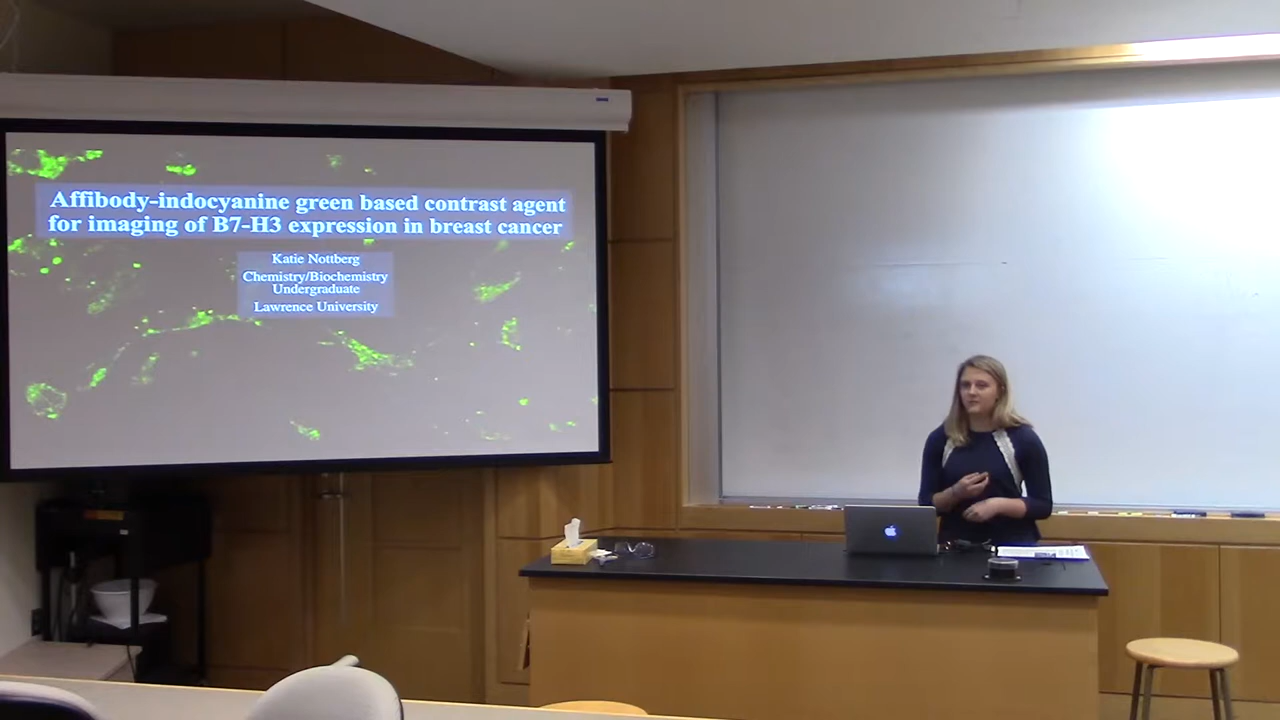 Affibody-indocyanine green based contrast agent
for imaging of B7-H3 expression in breast cancer
Katie Nottberg
Chemistry/Biochemistry
Undergraduate
Lawrence University